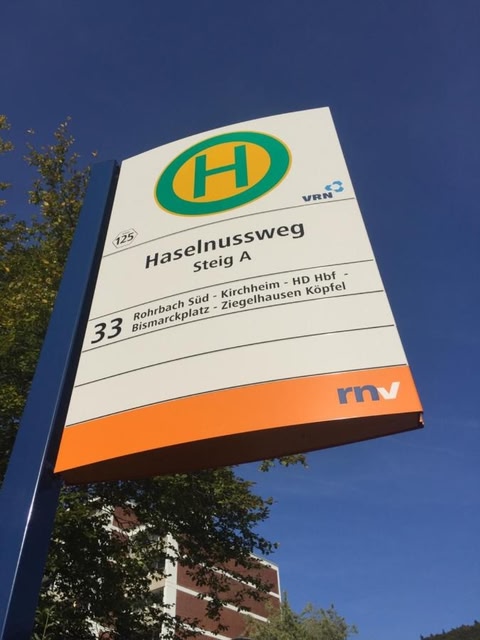 H
VRN
125
Haselnussweg
Steig A
33 Rohrbach Süd - Kirchheim - HD Hbf -
Bismarckplatz - Ziegelhausen Köpfel
rnv